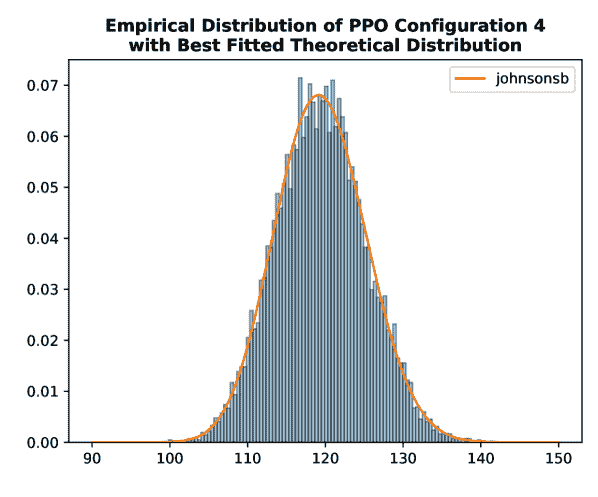 Empirical Distribution of PPO Configuration 4
with Best Fitted Theoretical Distribution
johnsonsb
0.07
0.06
0.05
0.04
0.03
0.02
0.01
0.00
90 100 110 120 130 140 150